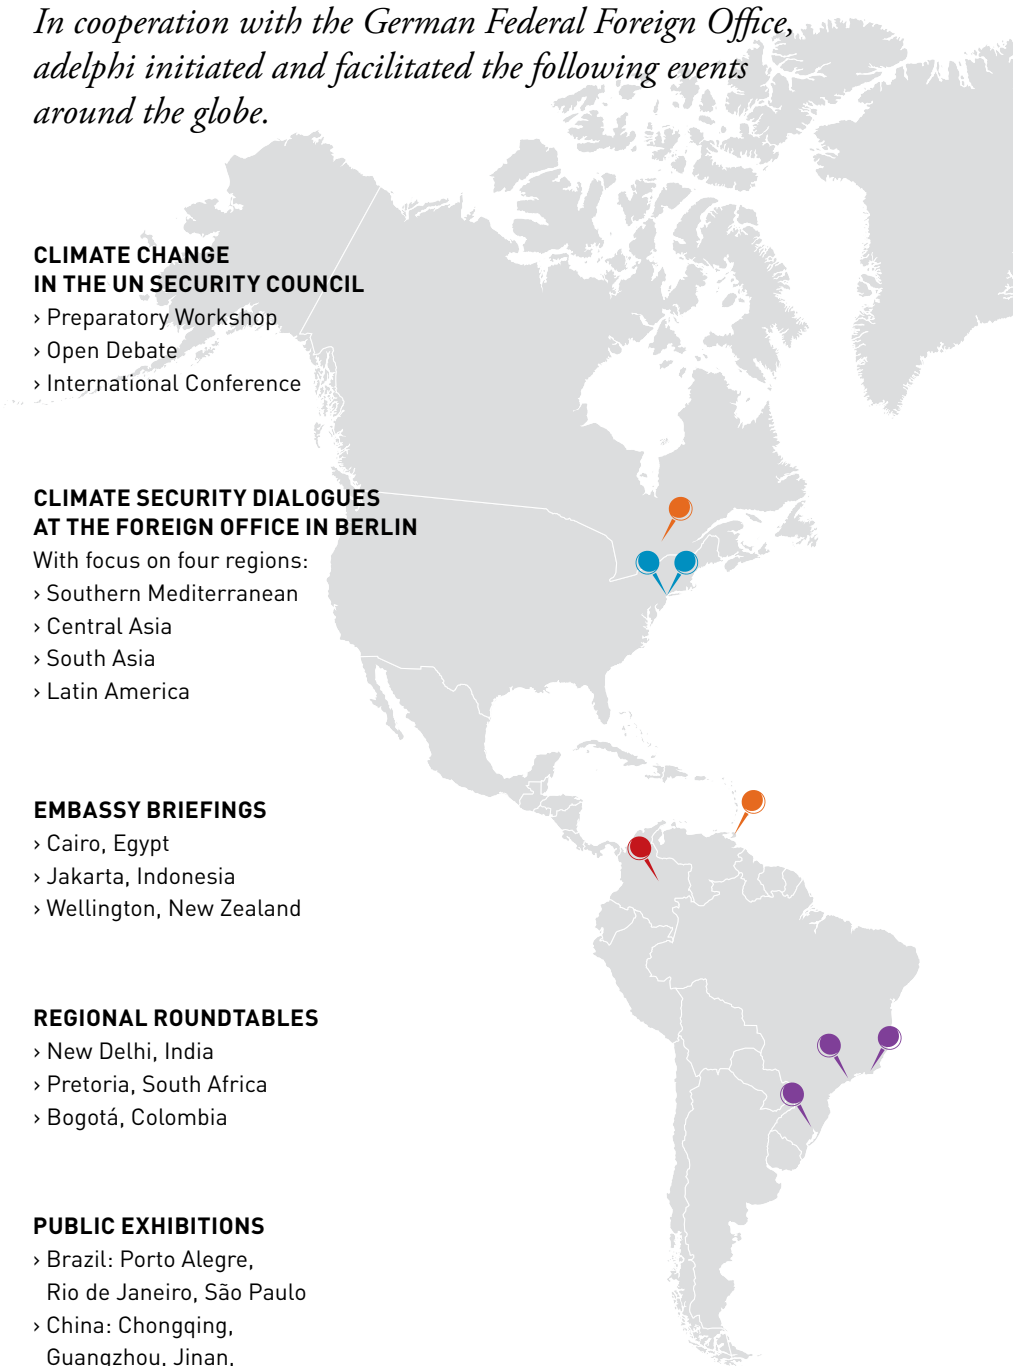 In cooperation with the German Federal Foreign Office,
adelphi initiated and facilitated the following events
around the globe.
CLIMATE CHANGE
IN THE UN SECURITY COUNCIL
› Preparatory Workshop
› Open Debate
› International Conference
CLIMATE SECURITY DIALOGUES
AT THE FOREIGN OFFICE IN BERLIN
With focus on four regions:
› Southern Mediterranean
› Central Asia
› South Asia
› Latin America
EMBASSY BRIEFINGS
› Cairo, Egypt
› Jakarta, Indonesia
› Wellington, New Zealand
REGIONAL ROUNDTABLES
› New Delhi, India
› Pretoria, South Africa
› Bogotá, Colombia
PUBLIC EXHIBITIONS
› Brazil: Porto Alegre,
Rio de Janeiro, São Paulo
› China: Chongqing,
Guangzhou, Jinan,